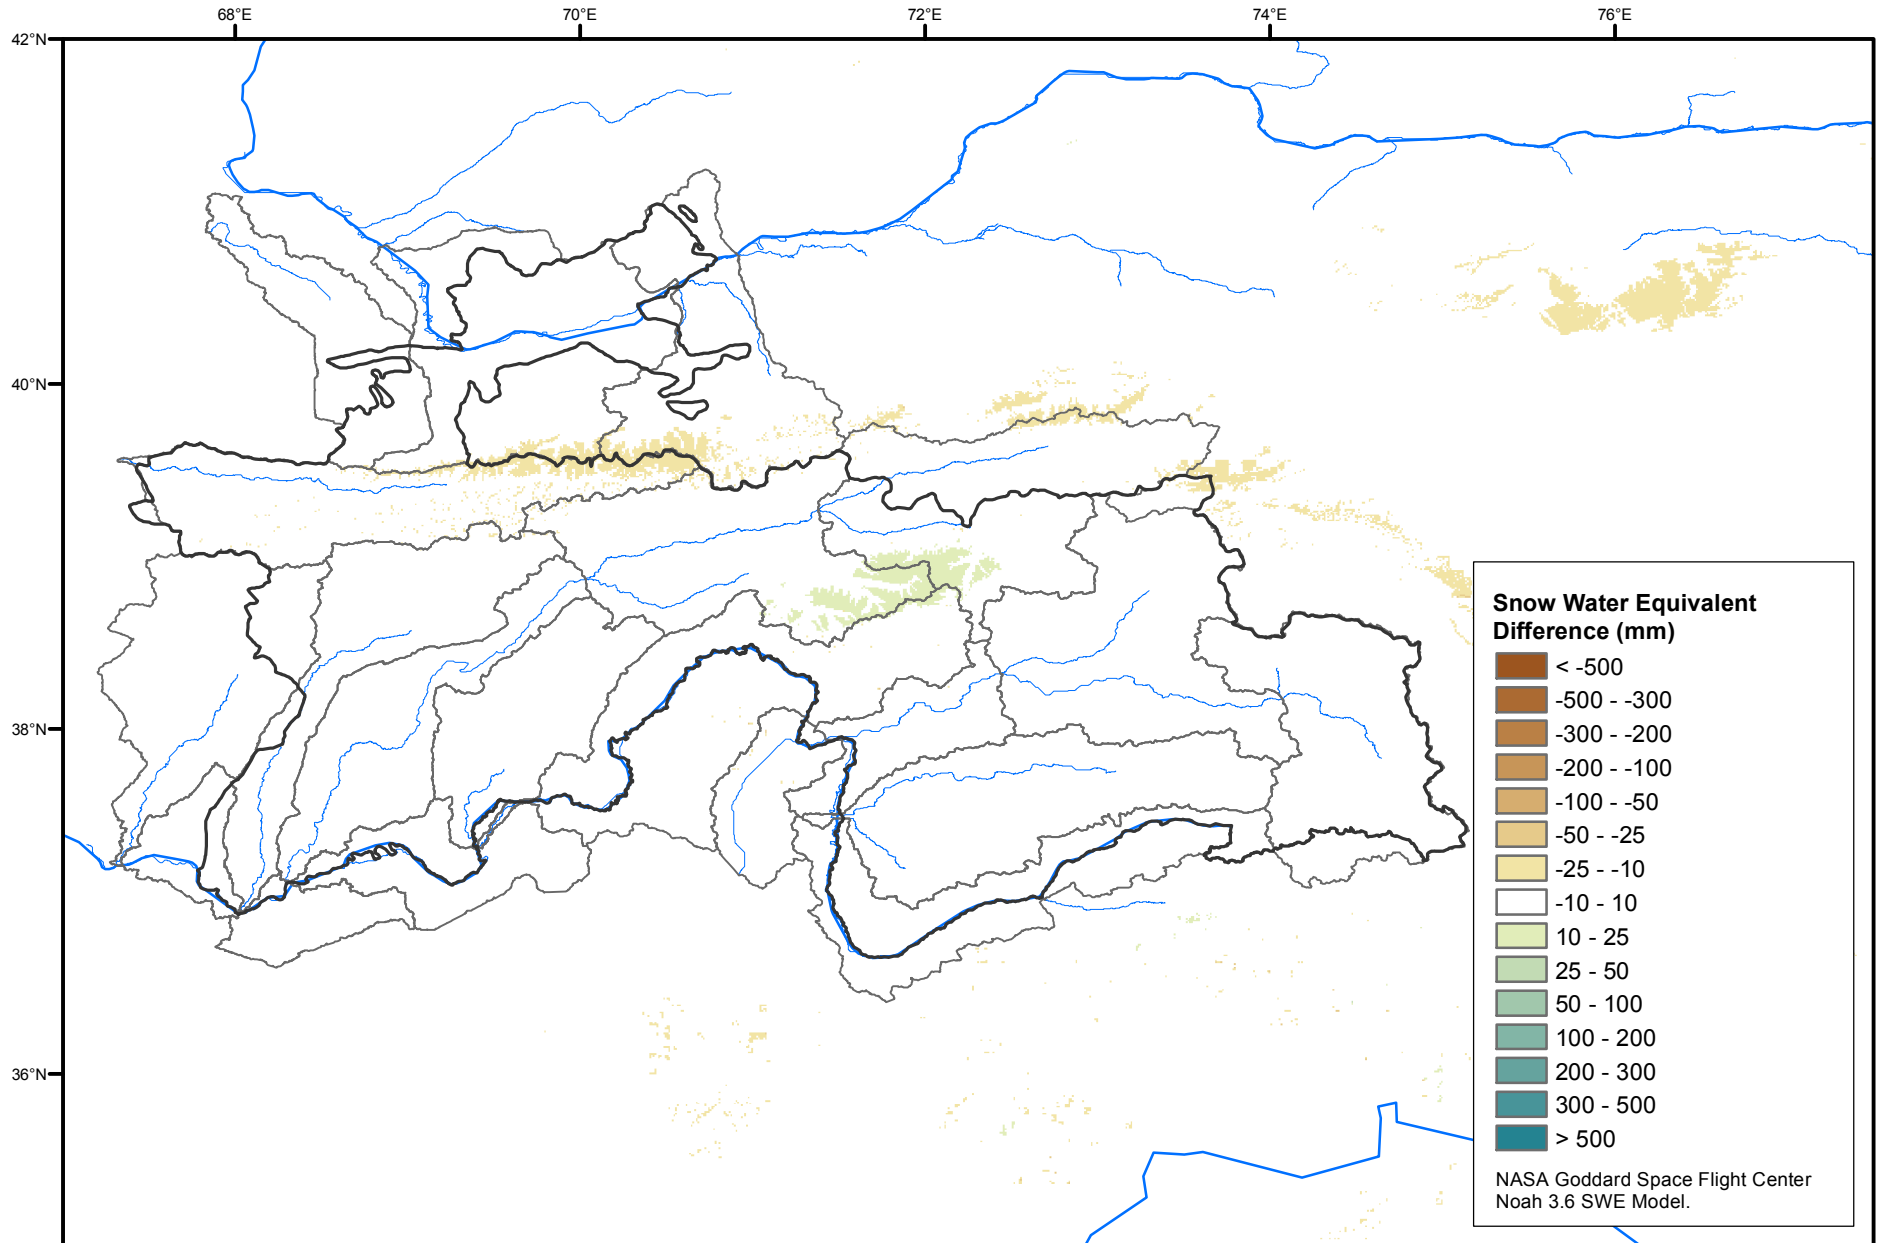 68°E
70°E
72°E
74°E
76°E
42°N
40°N
38°N
36°N
Snow Water Equivalent
Difference (mm)
< -500
-500 - -300
-300 - -200
-200 - -100
-100 - -50
-50 - -25
-25 - -10
-10 - 10
10 - 25
25 - 50
50 - 100
100 - 200
200 - 300
300 - 500
> 500
NASA Goddard Space Flight Center
Noah 3.6 SWE Model.